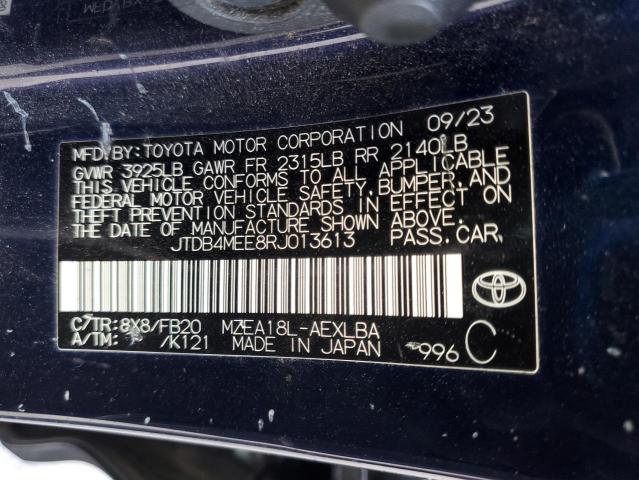 MFD.BY:TOYOTA MOTOR CORPORATION 09/23
GVWR 3925LB GAWR FR 2315LB RR 2140LB
THIS VEHICLE CONFORMS TO ALL APPLICABLE
FEDERAL MOTOR VEHICLE SAFETY, BUMPER, AND
THEFT PREVENTION STANDARDS IN EFFECT ON
THE DATE OF MANUFACTURE SHOWN ABOVE.
JTDB4MEE8RJ013613 PASS.CAR
C/TR:8X8/FB20 MZEA18L-AEXLBA
A/TM: /K121 MADE IN JAPAN 996 C